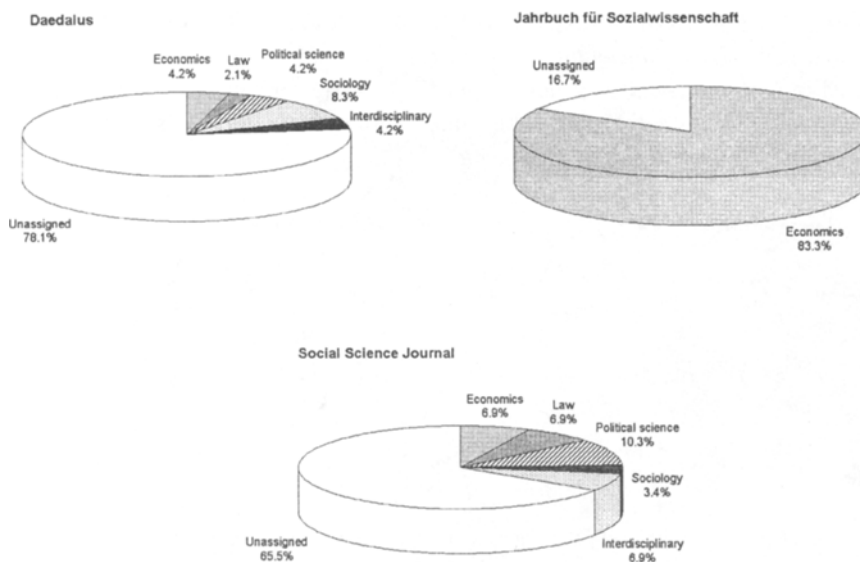 Daedalus
Economics
4.2%
Law
2.1%
Political science
4.2%
Sociology
8.3%
Interdisciplinary
4.2%
Unassigned
78.1%
Jahrbuch für Sozialwissenschaft
Unassigned
16.7%
Economics
83.3%
Social Science Journal
Economics
6.9%
Law
6.9%
Political science
10.3%
Sociology
3.4%
Interdisciplinary
6.9%
Unassigned
65.5%